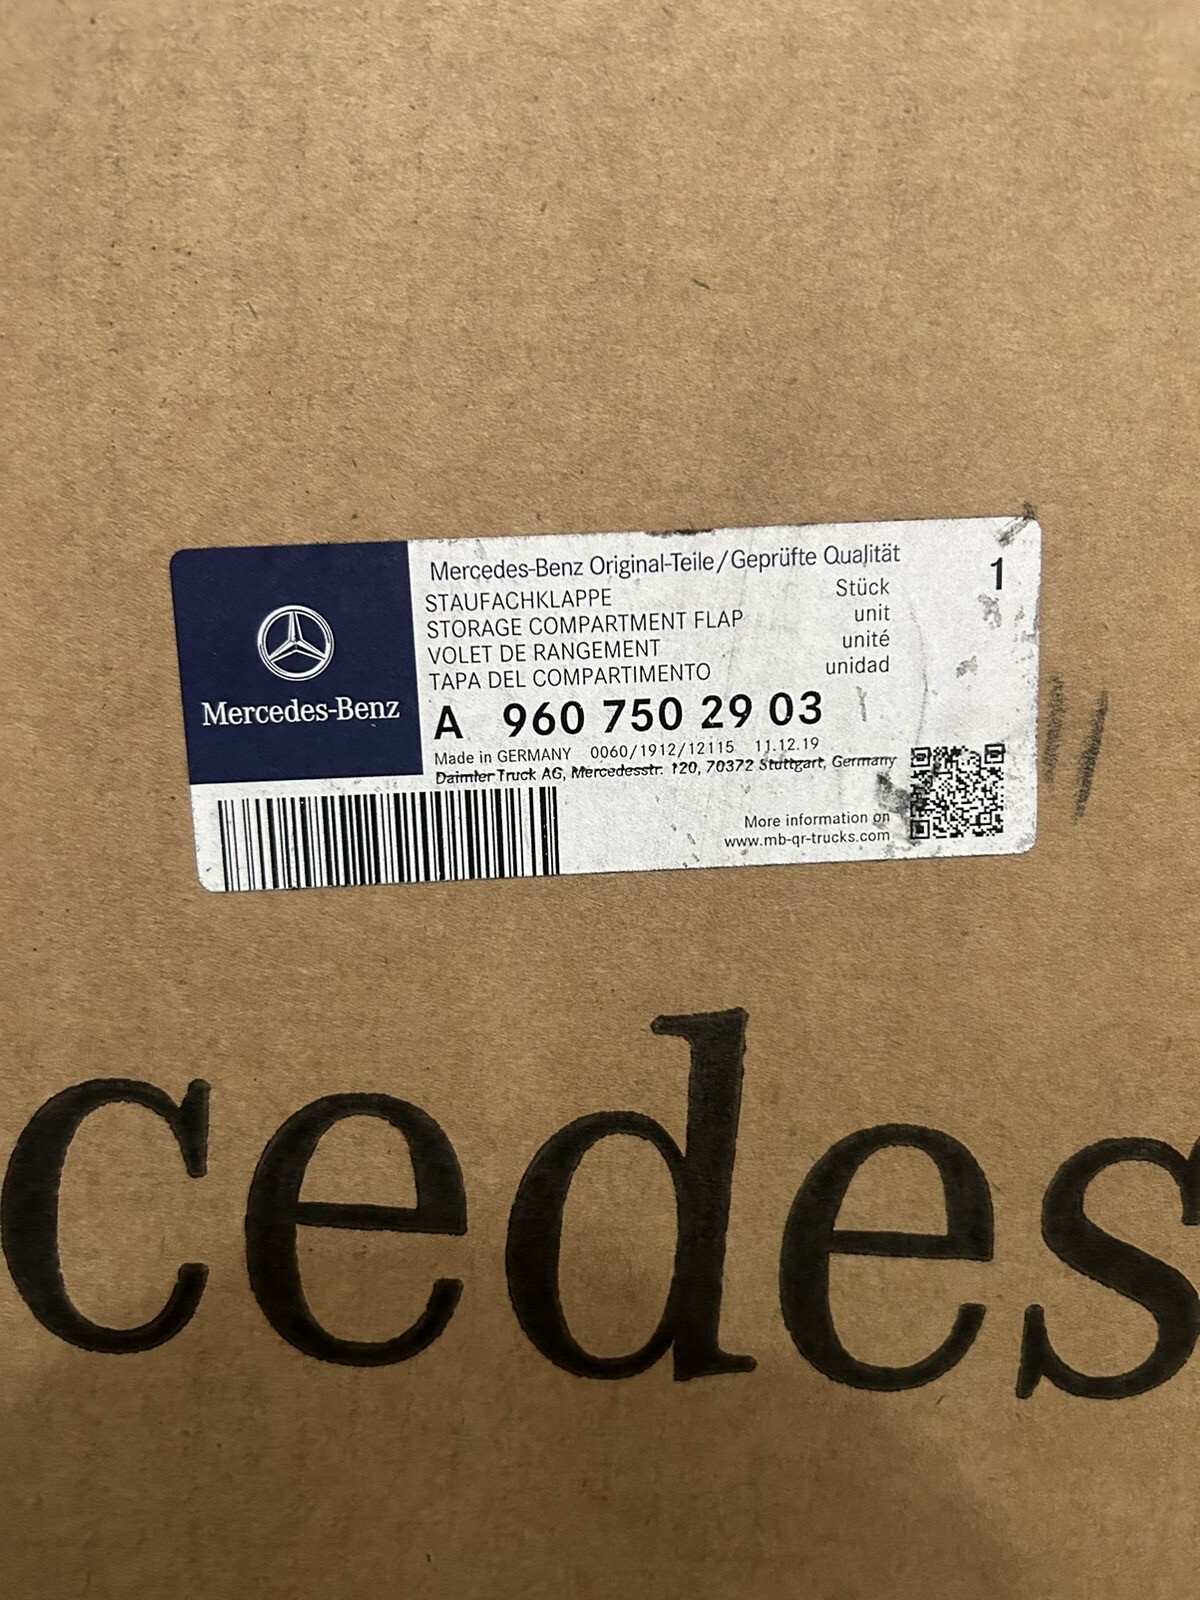 Mercedes-Benz
Mercedes-Benz Original-Teile/Geprüfte Qualität
STAUFACHKLAPPE Stück 1
STORAGE COMPARTMENT FLAP unit
VOLET DE RANGEMENT unité
TAPA DEL COMPARTIMENTO unidad
A 960 750 29 03
Made in GERMANY 0060/1912/12115 11.12.19
Daimler Truck AG, Mercedesstr. 120, 70372 Stuttgart, Germany
More information on
www.mb-qr-trucks.com
cedes